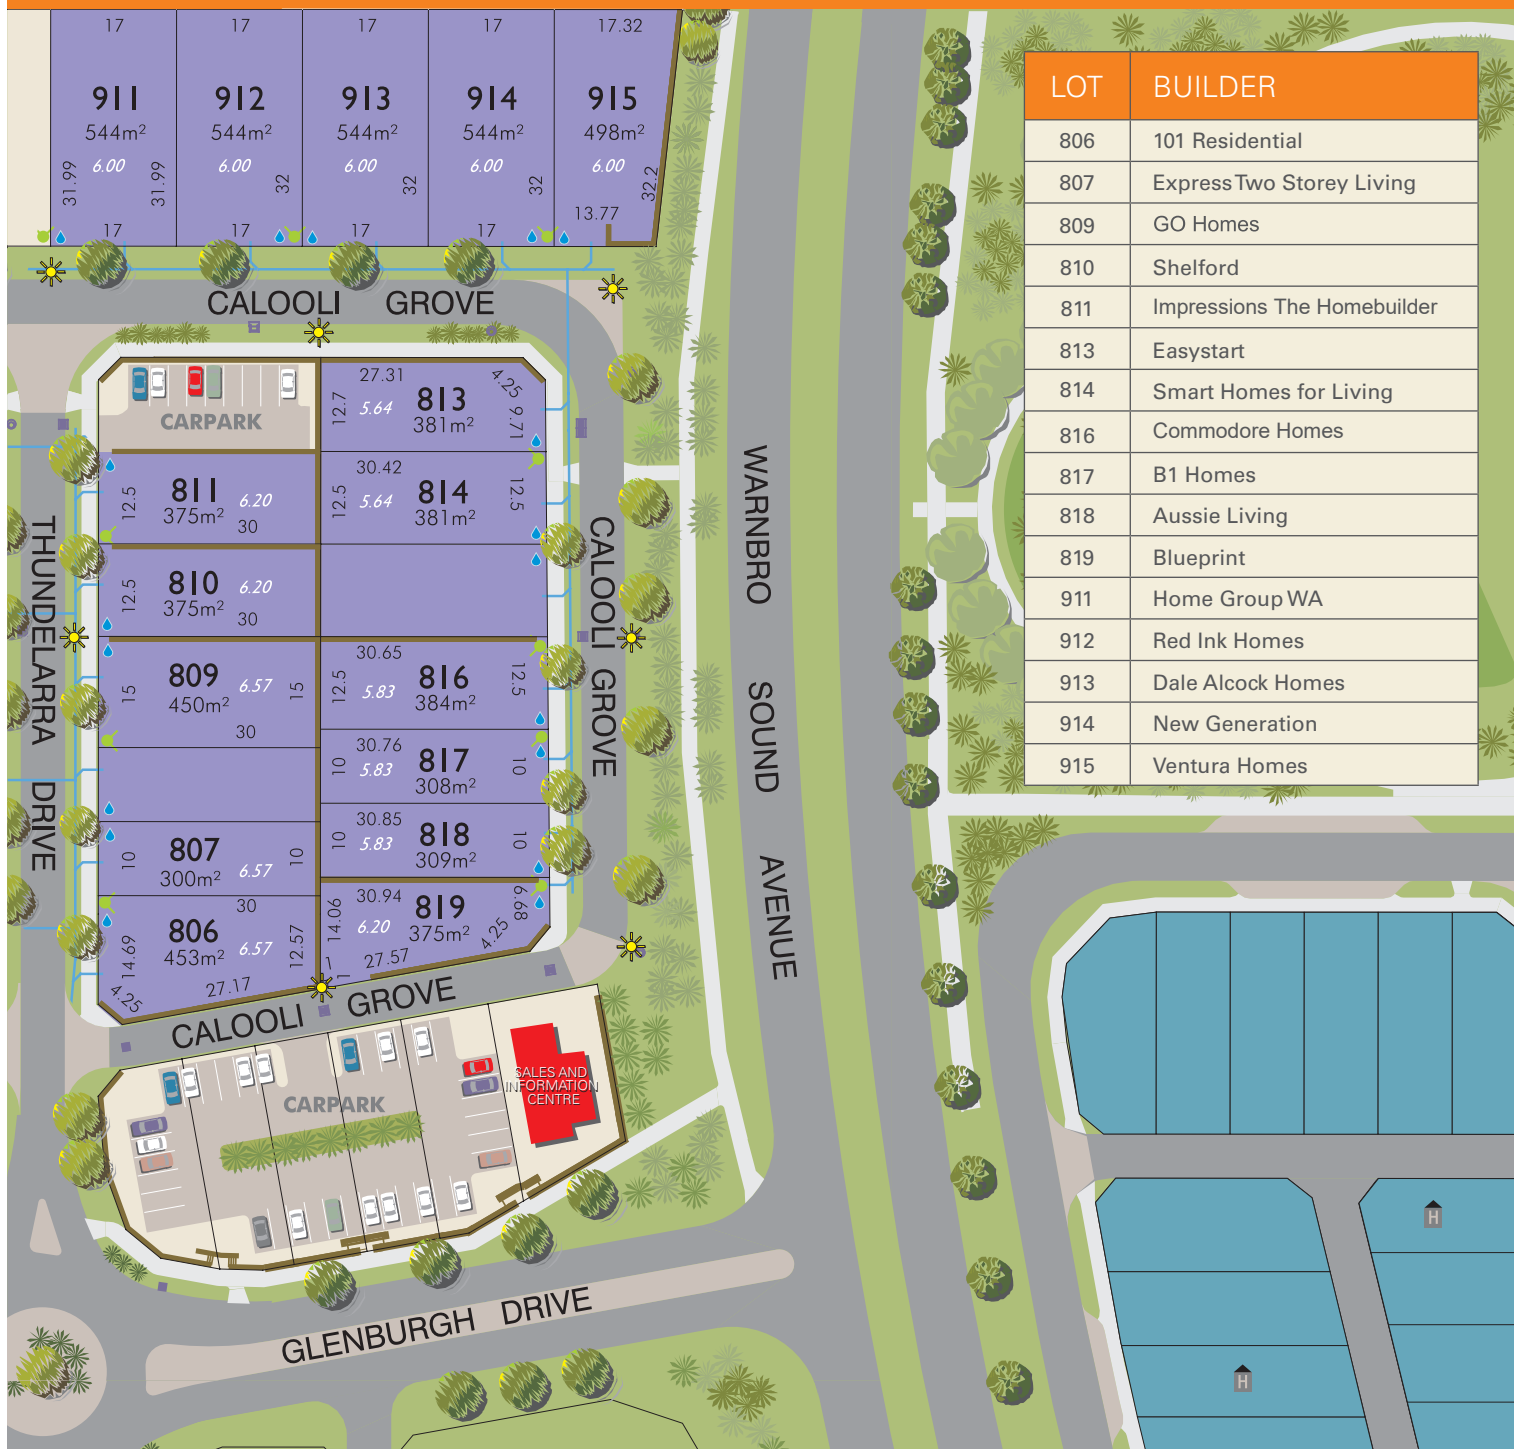 17 17 17 17 17.32
911 912 913 914 915
544m² 544m² 544m² 544m² 498m²
6.00 6.00 6.00 6.00 6.00
31.99 31.99 32 32 32 32.2
13.77
17 17 17 17
CALOOLI GROVE
LOT BUILDER
806 101 Residential
807 Express Two Storey Living
809 GO Homes
810 Shelford
811 Impressions The Homebuilder
813 Easystart
814 Smart Homes for Living
816 Commodore Homes
817 B1 Homes
818 Aussie Living
819 Blueprint
911 Home Group WA
912 Red Ink Homes
913 Dale Alcock Homes
914 New Generation
915 Ventura Homes
CARPARK
27.31 4.25
12.7 5.64 813 9.71
381m²
30.42
12.5 5.64 814 12.5
381m²
12.5 811 6.20
375m² 30
12.5 810 6.20
375m² 30
15 809 6.57 15
450m²
30
30.65
12.5 5.83 816 12.5
384m²
30.76
10 5.83 817 10
308m²
30.85
10 5.83 818 10
309m²
10 807 6.57 10
300m²
30
14.69 806 6.57 12.57
453m²
4.25 27.17
30.94 6.68
14.06 6.20 819
375m² 4.25
1 27.57
1
THUNDELARRA DRIVE
CALOOLI GROVE
WARNBRO SOUND AVENUE
CALOOLI GROVE
CARPARK
SALES AND
INFORMATION
CENTRE
GLENBURGH DRIVE
H
H